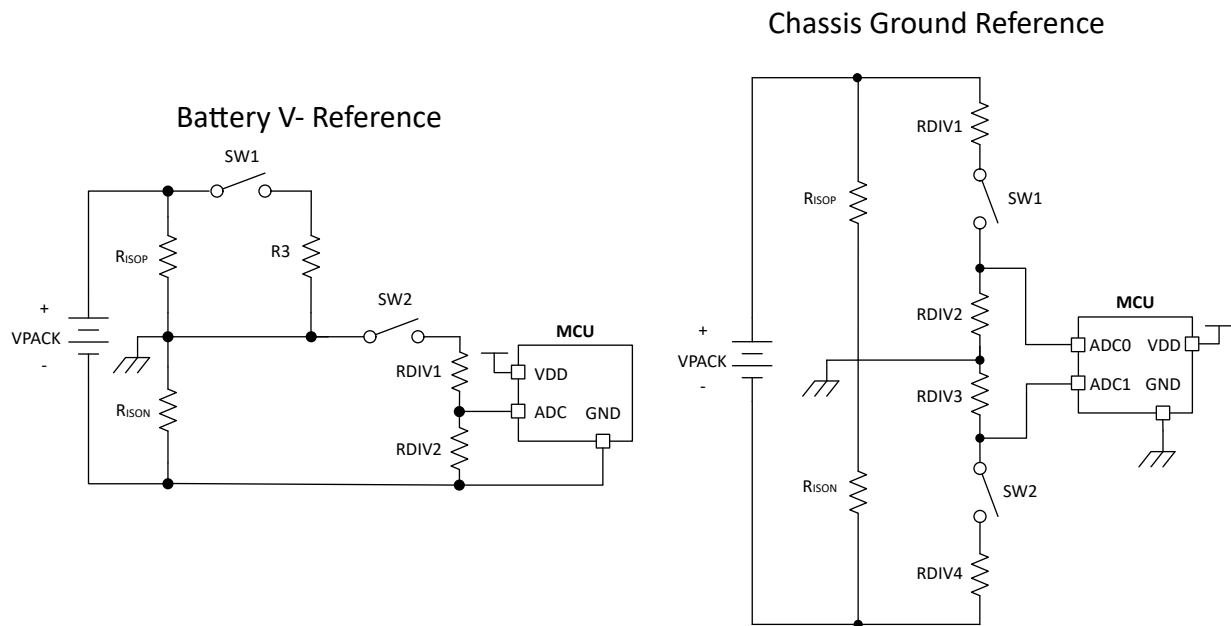 Chassis Ground Reference
Battery V- Reference
SW1
RISOP
R3
SW2
+
VPACK
-
RISON
RDIV1
RDIV2
MCU
VDD
ADC
GND
RDIV1
SW1
RISOP
RDIV2
+
VPACK
-
RDIV3
MCU
ADC0
VDD
ADC1
GND
RISON
SW2
RDIV4